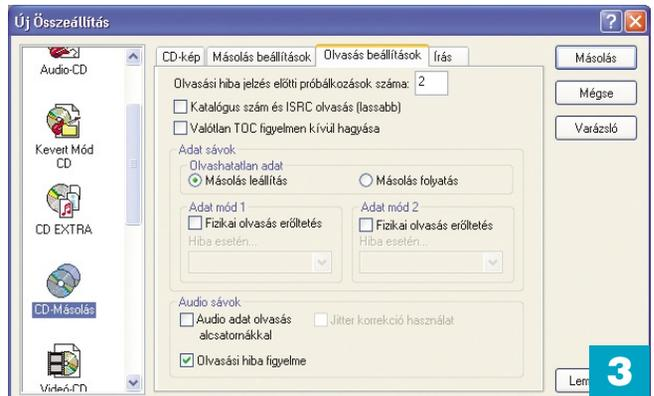 Új Összeállítás
Audio-CD
Kevert Mód
CD
CD EXTRA
CD-Másolás
Videó-CD
CD-kép
Másolás beállítások
Olvasás beállítások
Írás
Olvasási hiba jelzés előtti próbálkozások száma: 2
Katalógus szám és ISRC olvasás (lassabb)
Valótlan TOC figyelmen kívül hagyása
Adat sávok
Olvashatatlan adat
Másolás leállítás
Másolás folyatás
Adat mód 1
Fizikai olvasás erőltetés
Hiba esetén...
Adat mód 2
Fizikai olvasás erőltetés
Hiba esetén...
Audio sávok
Audio adat olvasás
alcsatornákkal
Jitter korrekció használat
Olvasási hiba figyelme
Másolás
Mégse
Varázsló
3